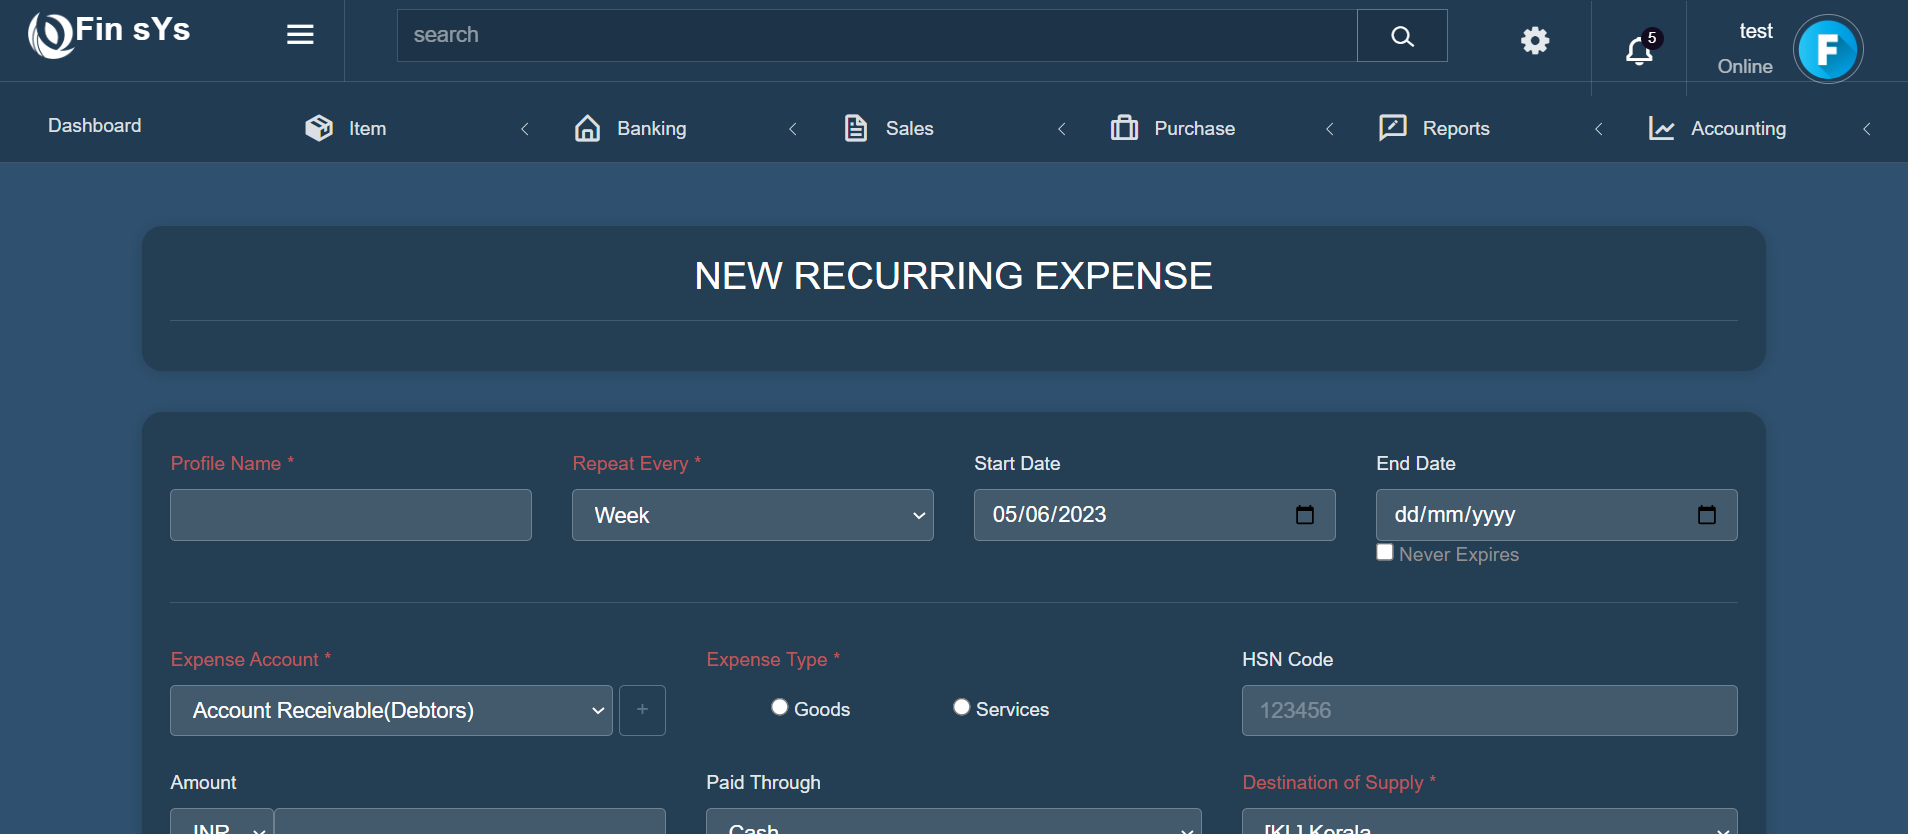 Fin sYs
search
5
test
Online
F
Dashboard
Item
Banking
Sales
Purchase
Reports
Accounting
NEW RECURRING EXPENSE
Profile Name *
Repeat Every *
Start Date
End Date
Week
05/06/2023
dd/mm/yyyy
Never Expires
Expense Account *
Expense Type *
HSN Code
Account Receivable(Debtors)
+
Goods
Services
123456
Amount
Paid Through
Destination of Supply *
INR
Cash
[KL] Kerala